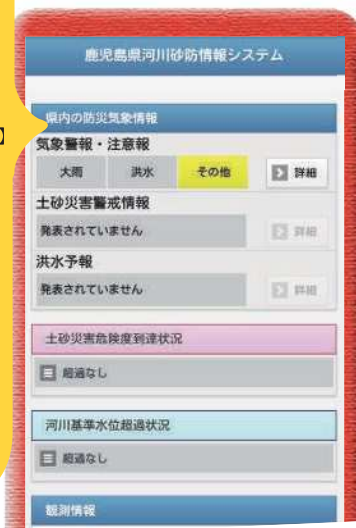 鹿児島県河川砂防情報システム
県内の防災気象情報
気象警報・注意報
大雨 洪水 その他 詳細
土砂災害警戒情報
発表されていません 詳細
洪水予報
発表されていません 詳細
土砂災害危険度到達状況
超過なし
河川基準水位超過状況
超過なし
観測情報